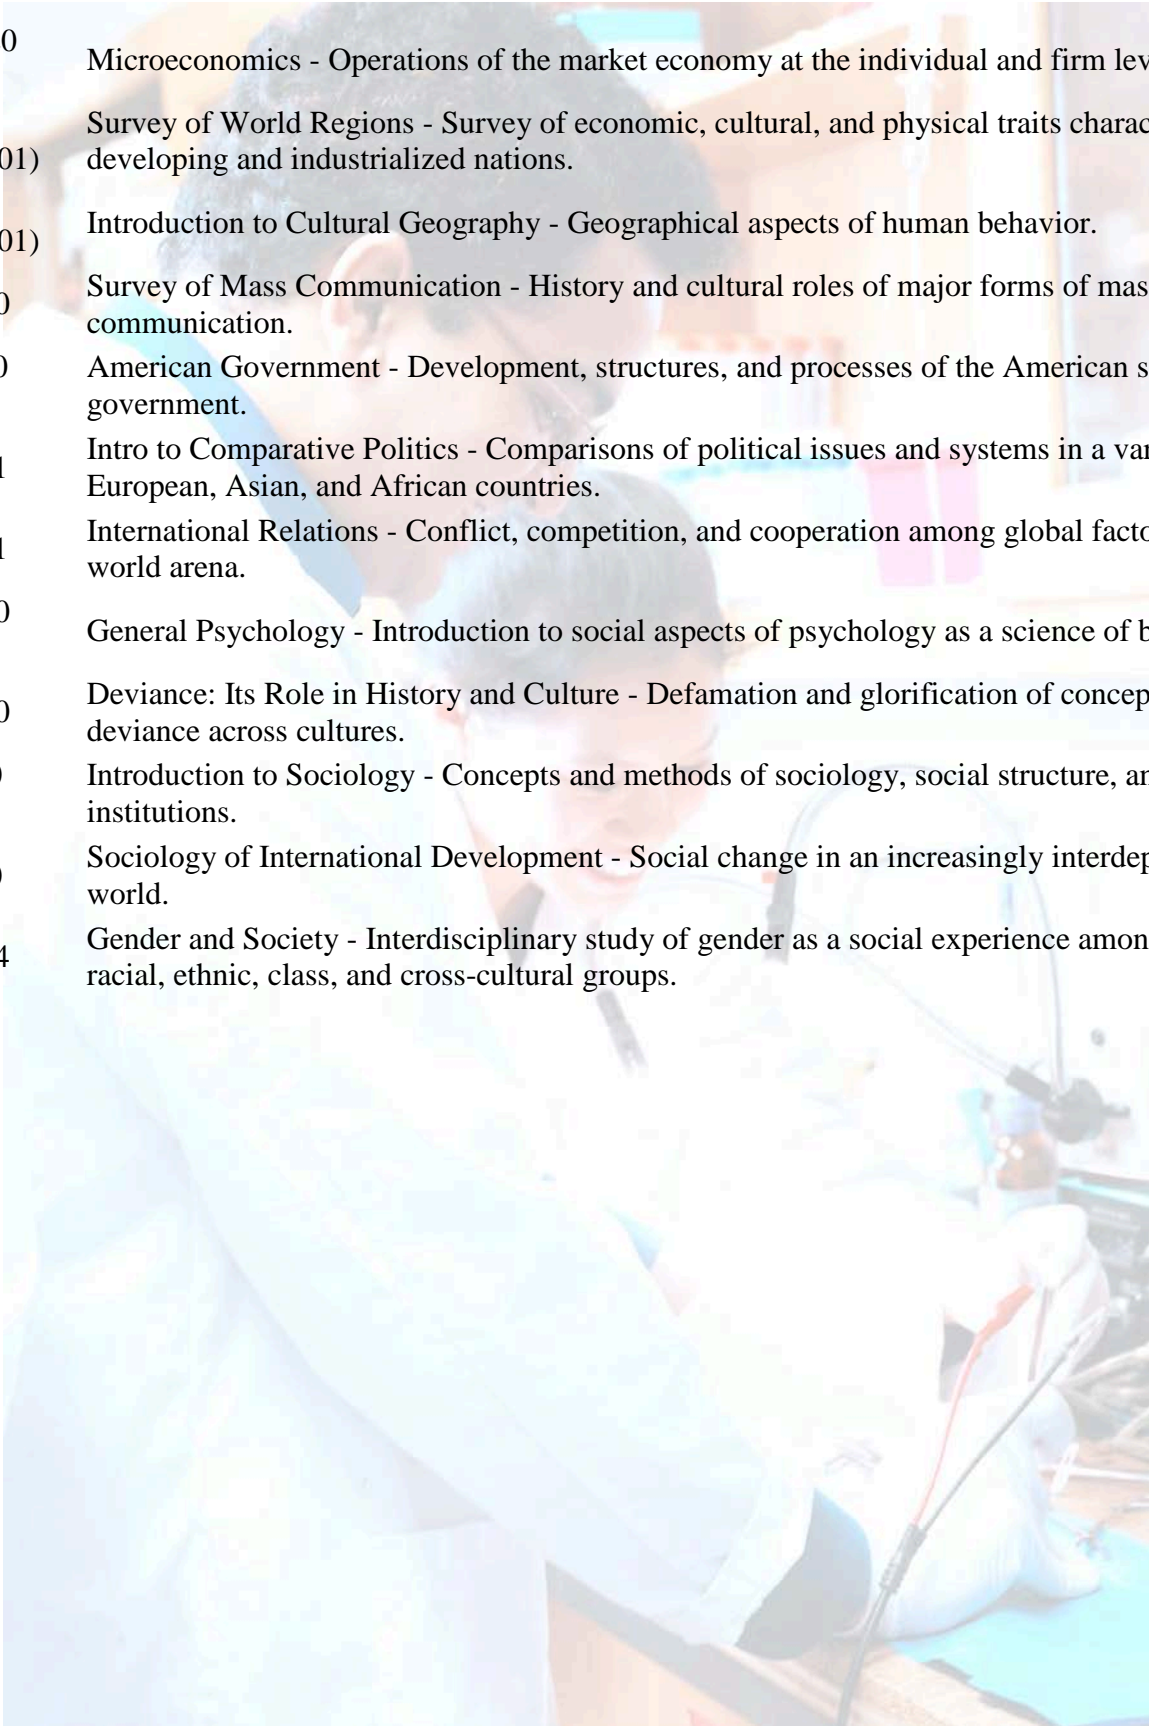 0
Microeconomics - Operations of the market economy at the individual and firm lev
Survey of World Regions - Survey of economic, cultural, and physical traits charac
01) developing and industrialized nations.
Introduction to Cultural Geography - Geographical aspects of human behavior.
01)
Survey of Mass Communication - History and cultural roles of major forms of mas
0
communication.
0 American Government - Development, structures, and processes of the American s
government.
Intro to Comparative Politics - Comparisons of political issues and systems in a var
1
European, Asian, and African countries.
International Relations - Conflict, competition, and cooperation among global facto
1
world arena.
0
General Psychology - Introduction to social aspects of psychology as a science of b
Deviance: Its Role in History and Culture - Defamation and glorification of concep
0
deviance across cultures.
Introduction to Sociology - Concepts and methods of sociology, social structure, an
institutions.
Sociology of International Development - Social change in an increasingly interdep
world.
Gender and Society - Interdisciplinary study of gender as a social experience amon
4
racial, ethnic, class, and cross-cultural groups.